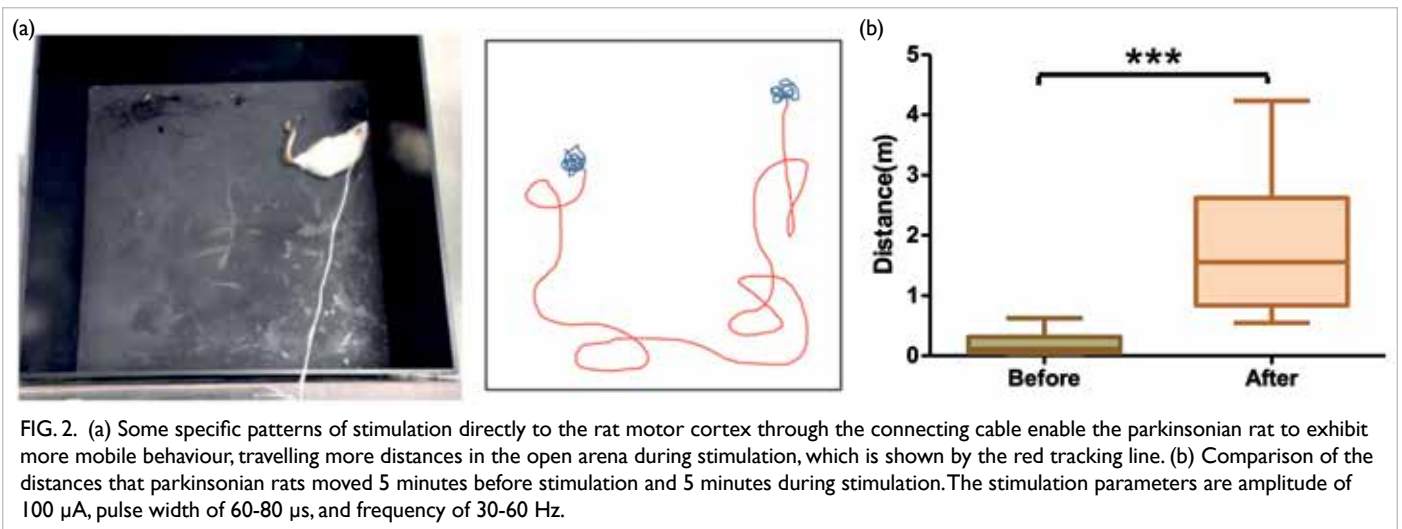 (a)
(b)
5
4
3
2
1
0
Distance(m)
***
Before
After
FIG. 2. (a) Some specific patterns of stimulation directly to the rat motor cortex through the connecting cable enable the parkinsonian rat to exhibit
more mobile behaviour, travelling more distances in the open arena during stimulation, which is shown by the red tracking line. (b) Comparison of the
distances that parkinsonian rats moved 5 minutes before stimulation and 5 minutes during stimulation. The stimulation parameters are amplitude of
100 µA, pulse width of 60-80 µs, and frequency of 30-60 Hz.